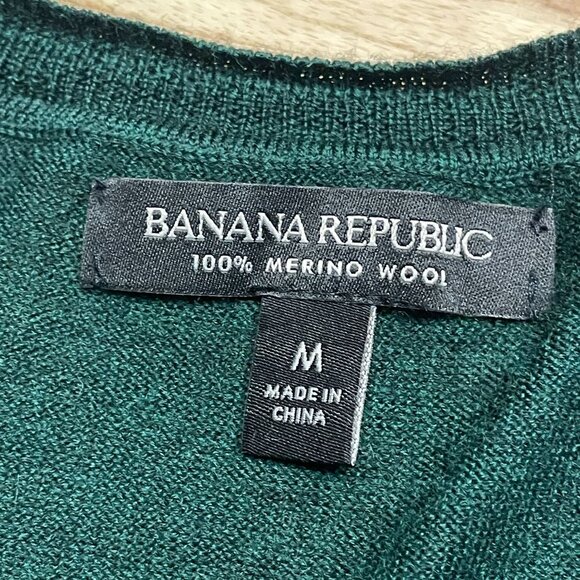 BANANA REPUBLIC
100% MERINO WOOL
M
MADE IN
CHINA